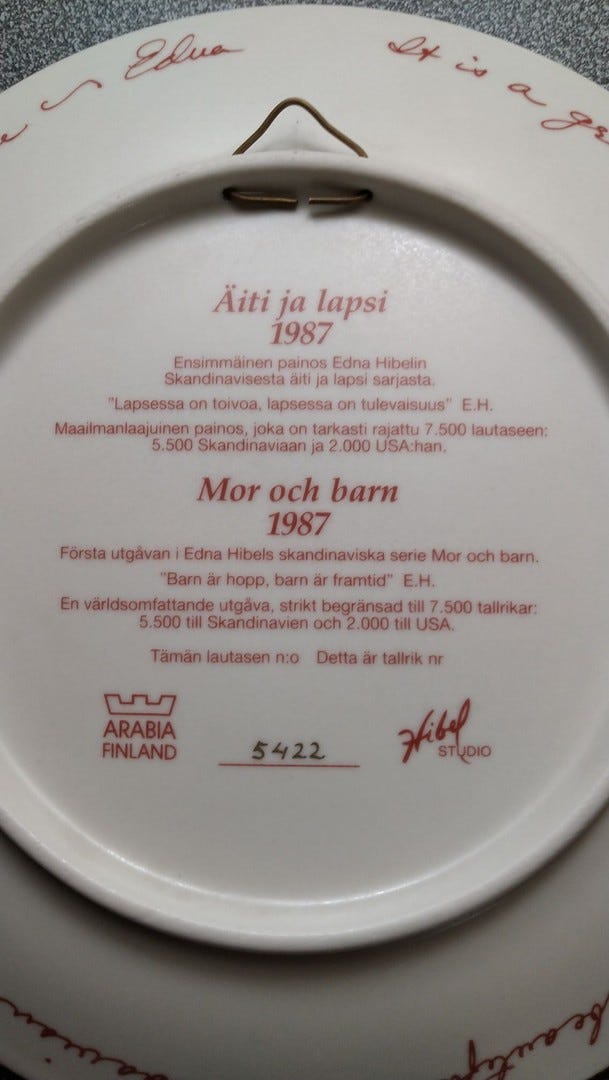 Edna
It is a
Äiti ja lapsi
1987
Ensimmäinen painos Edna Hibelin
Skandinavisesta äiti ja lapsi sarjasta.
"Lapsessa on toivoa, lapsessa on tulevaisuus" E.H.
Maailmanlaajuinen painos, joka on tarkasti rajattu 7.500 lautaseen:
5.500 Skandinaviaan ja 2.000 USA:han.
Mor och barn
1987
Första utgåvan i Edna Hibels skandinaviska serie Mor och barn.
"Barn är hopp, barn är framtid" E.H.
En världsomfattande utgåva, strikt begränsad till 7.500 tallrikar:
5.500 till Skandinavien och 2.000 till USA.
Tämän lautasen n:o Detta är tallrik nr
ARABIA
FINLAND
5422
Hibel
STUDIO